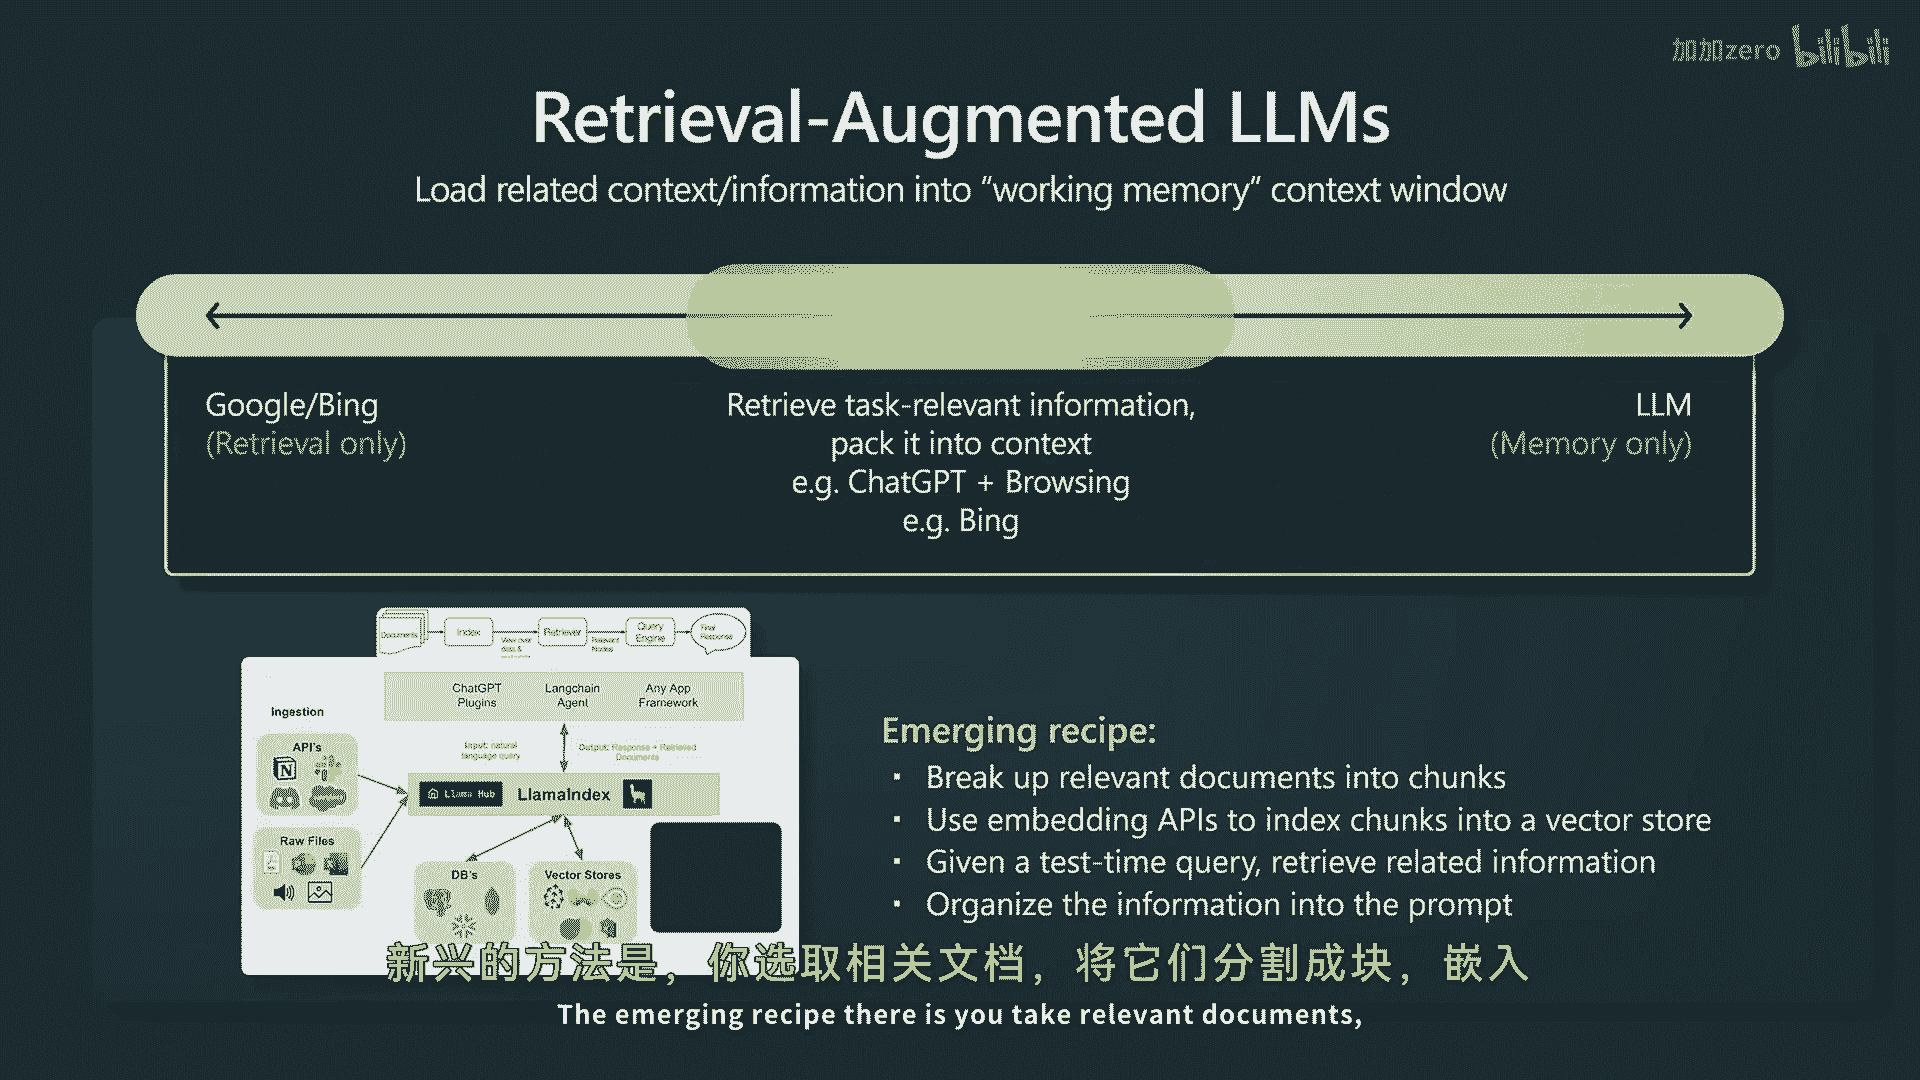 加加zero bilibili
Retrieval-Augmented LLMs
Load related context/information into “working memory” context window
Google/Bing
(Retrieval only)
Retrieve task-relevant information,
pack it into context
e.g. ChatGPT + Browsing
e.g. Bing
LLM
(Memory only)
Documents
Index
View over
data &
Retriever
Relevant
Nodes
Query
Engine
Final
Response
ChatGPT
Plugins
Langchain
Agent
Any App
Framework
Ingestion
API's
Input: natural
language query
Output: Response + Retrieved
Documents
Llama Hub
LlamaIndex
Raw Files
DB's
Vector Stores
Emerging recipe:
▪ Break up relevant documents into chunks
▪ Use embedding APIs to index chunks into a vector store
▪ Given a test-time query, retrieve related information
▪ Organize the information into the prompt
新兴的方法是，你选取相关文档，将它们分割成块，嵌入
The emerging recipe there is you take relevant documents,